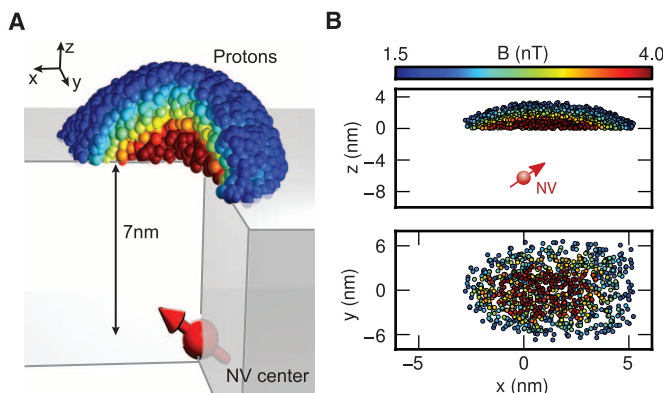 A
z
x
y
Protons
7nm
NV center
B
B (nT)
1.5
4.0
z (nm)
4
0
-4
-8
NV
y (nm)
6
0
-6
-5
0
5
x (nm)